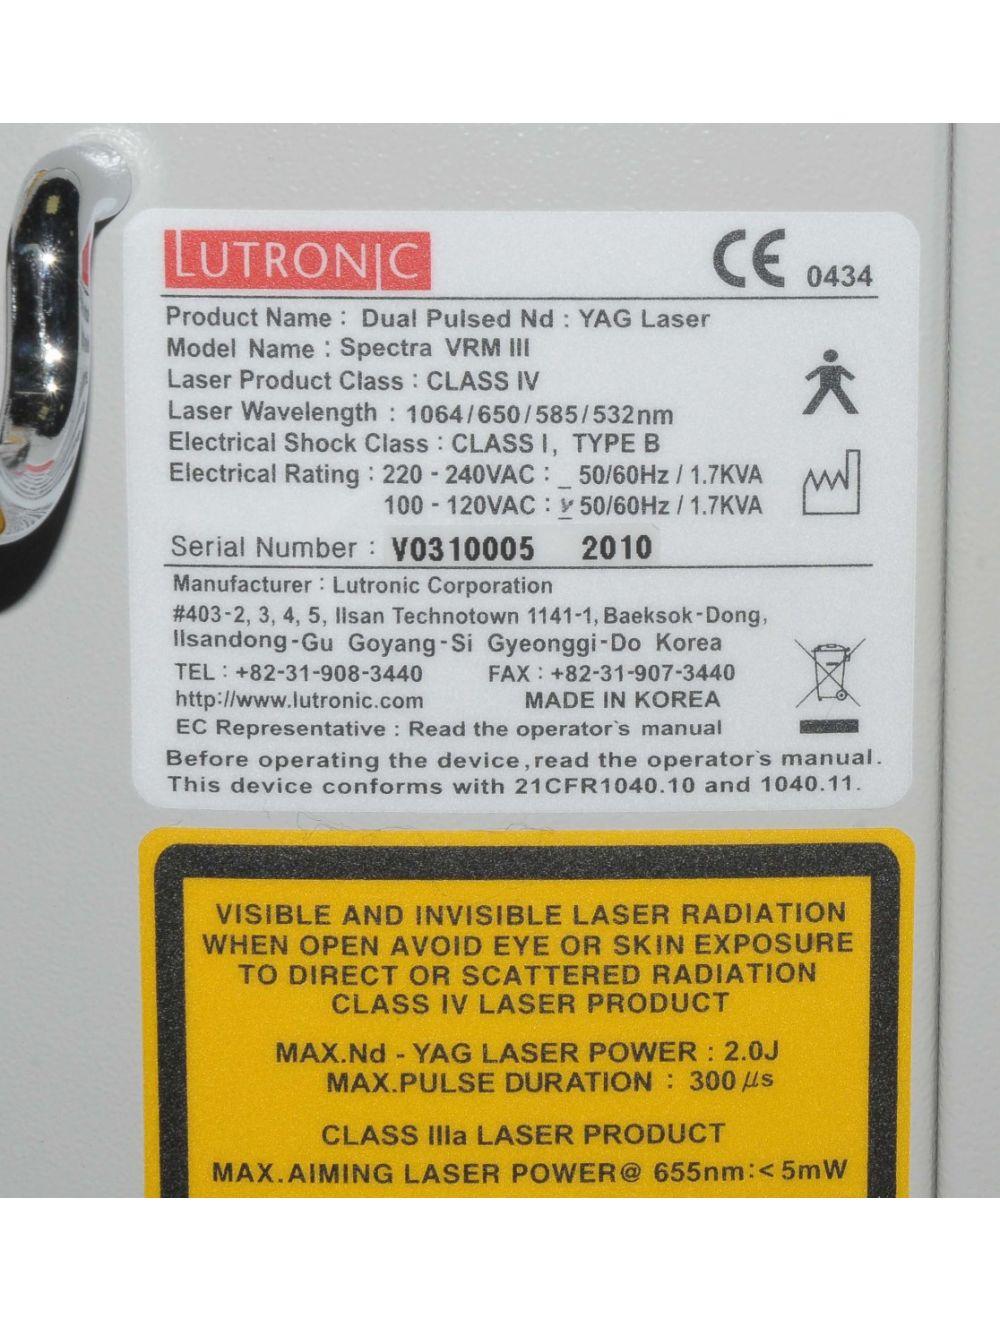 LUTRONIC
CE 0434
Product Name : Dual Pulsed Nd : YAG Laser
Model Name : Spectra VRM III
Laser Product Class : CLASS IV
Laser Wavelength : 1064/650/585/532nm
Electrical Shock Class : CLASS I, TYPE B
Electrical Rating : 220 - 240VAC : _ 50/60Hz / 1.7KVA
100 - 120VAC : v 50/60Hz / 1.7KVA
Serial Number : V0310005 2010
Manufacturer : Lutronic Corporation
#403-2, 3, 4, 5, Ilsan Technotown 1141-1, Baeksok-Dong,
Ilsandong-Gu Goyang-Si Gyeonggi-Do Korea
TEL : +82-31-908-3440 FAX : +82-31-907-3440
http://www.lutronic.com MADE IN KOREA
EC Representative : Read the operator`s manual
Before operating the device,read the operator`s manual.
This device conforms with 21CFR1040.10 and 1040.11.
VISIBLE AND INVISIBLE LASER RADIATION
WHEN OPEN AVOID EYE OR SKIN EXPOSURE
TO DIRECT OR SCATTERED RADIATION
CLASS IV LASER PRODUCT
MAX.Nd - YAG LASER POWER : 2.0J
MAX.PULSE DURATION : 300μs
CLASS IIIa LASER PRODUCT
MAX.AIMING LASER POWER@ 655nm:<5mW